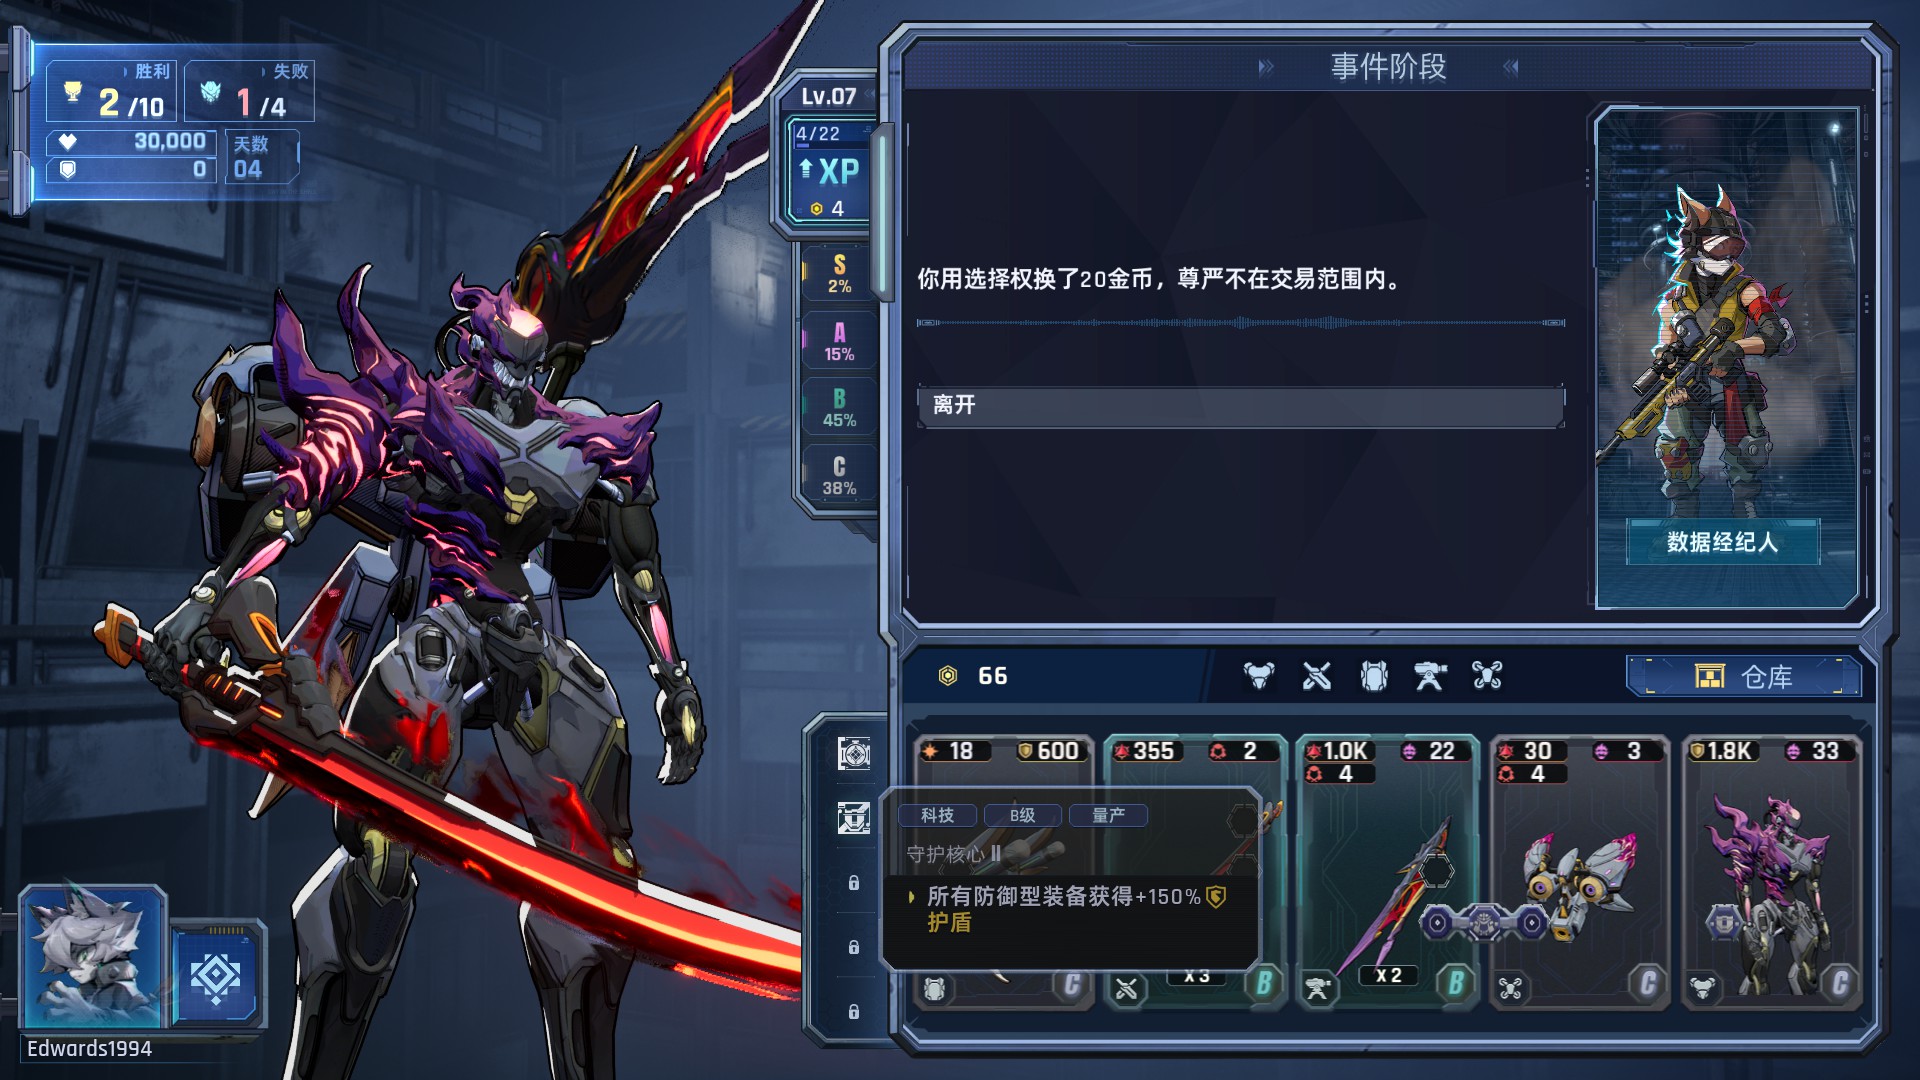 胜利
2/10
失败
1/4
30,000
0
天数
04
Lv.07
4/22
XP
4
S
2%
A
15%
B
45%
C
38%
事件阶段
你用选择权换了20金币，尊严不在交易范围内。
离开
数据经纪人
66
仓库
18
600
355
2
1.0K
22
4
30
3
4
1.8K
33
科技
B级
量产
守护核心 II
所有防御型装备获得+150%
护盾
C
x3
B
x2
B
C
C
Edwards1994